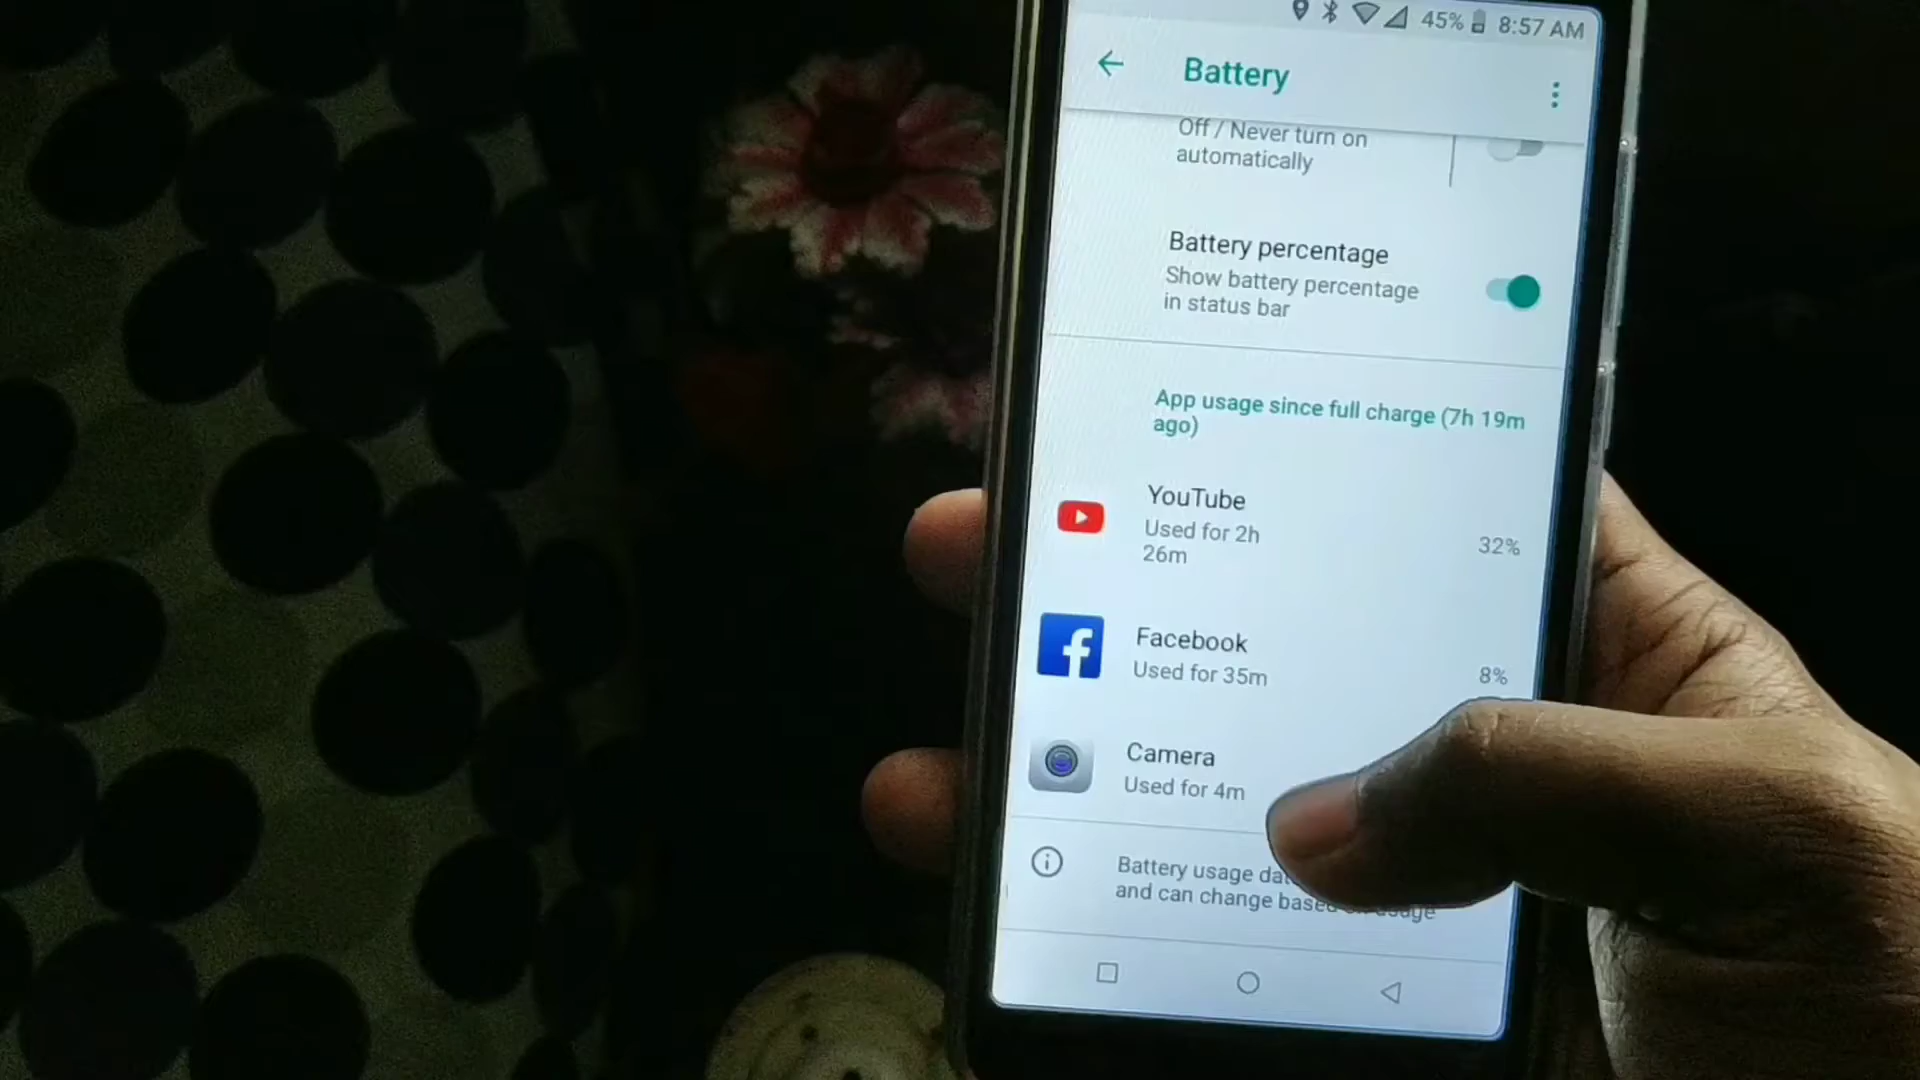 45% 8:57 AM
Battery
Off / Never turn on
automatically
Battery percentage
Show battery percentage
in status bar
App usage since full charge (7h 19m
ago)
YouTube
Used for 2h
26m
32%
Facebook
Used for 35m
8%
Camera
Used for 4m
Battery usage
and can change based usage